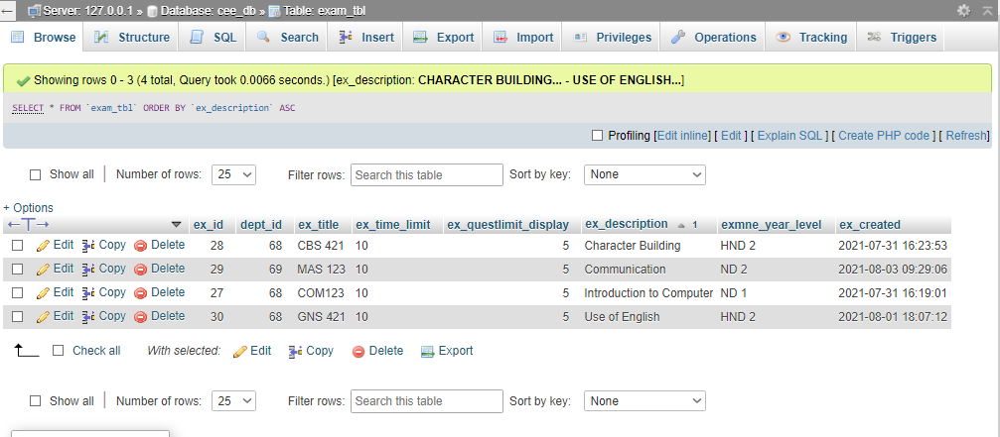 Server: 127.0.0.1 » Database: cee_db » Table: exam_tbl
Browse Structure SQL Search Insert Export Import Privileges Operations Tracking Triggers
Showing rows 0 - 3 (4 total, Query took 0.0066 seconds.) [ex_description: CHARACTER BUILDING... - USE OF ENGLISH...]
SELECT * FROM `exam_tbl` ORDER BY `ex_description` ASC
Profiling [Edit inline] [ Edit ] [ Explain SQL ] [ Create PHP code ] [ Refresh]
Show all Number of rows: 25 Filter rows: Search this table Sort by key: None
+ Options
ex_id dept_id ex_title ex_time_limit ex_questlimit_display ex_description 1 exmne_year_level ex_created
Edit Copy Delete 28 68 CBS 421 10 5 Character Building HND 2 2021-07-31 16:23:53
Edit Copy Delete 29 69 MAS 123 10 5 Communication ND 2 2021-08-03 09:29:06
Edit Copy Delete 27 68 COM123 10 5 Introduction to Computer ND 1 2021-07-31 16:19:01
Edit Copy Delete 30 68 GNS 421 10 5 Use of English HND 2 2021-08-01 18:07:12
Check all With selected: Edit Copy Delete Export
Show all Number of rows: 25 Filter rows: Search this table Sort by key: None